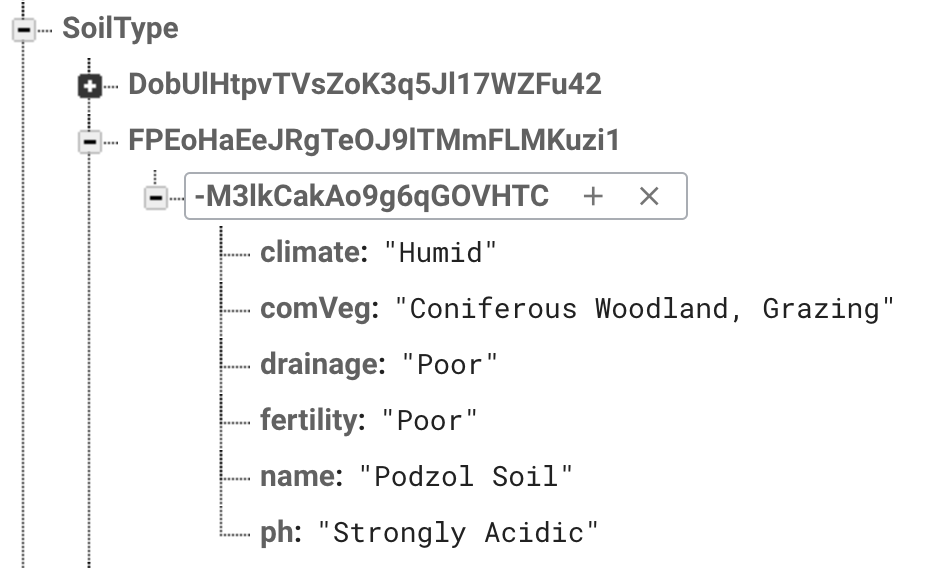 SoilType
DobUlHtpvTVsZoK3q5Jl17WZFu42
FPEoHaEeJRgTeOJ9lTMmFLMKuzi1
-M3lkCakAo9g6qGOVHTC
climate: "Humid"
comVeg: "Coniferous Woodland, Grazing"
drainage: "Poor"
fertility: "Poor"
name: "Podzol Soil"
ph: "Strongly Acidic"